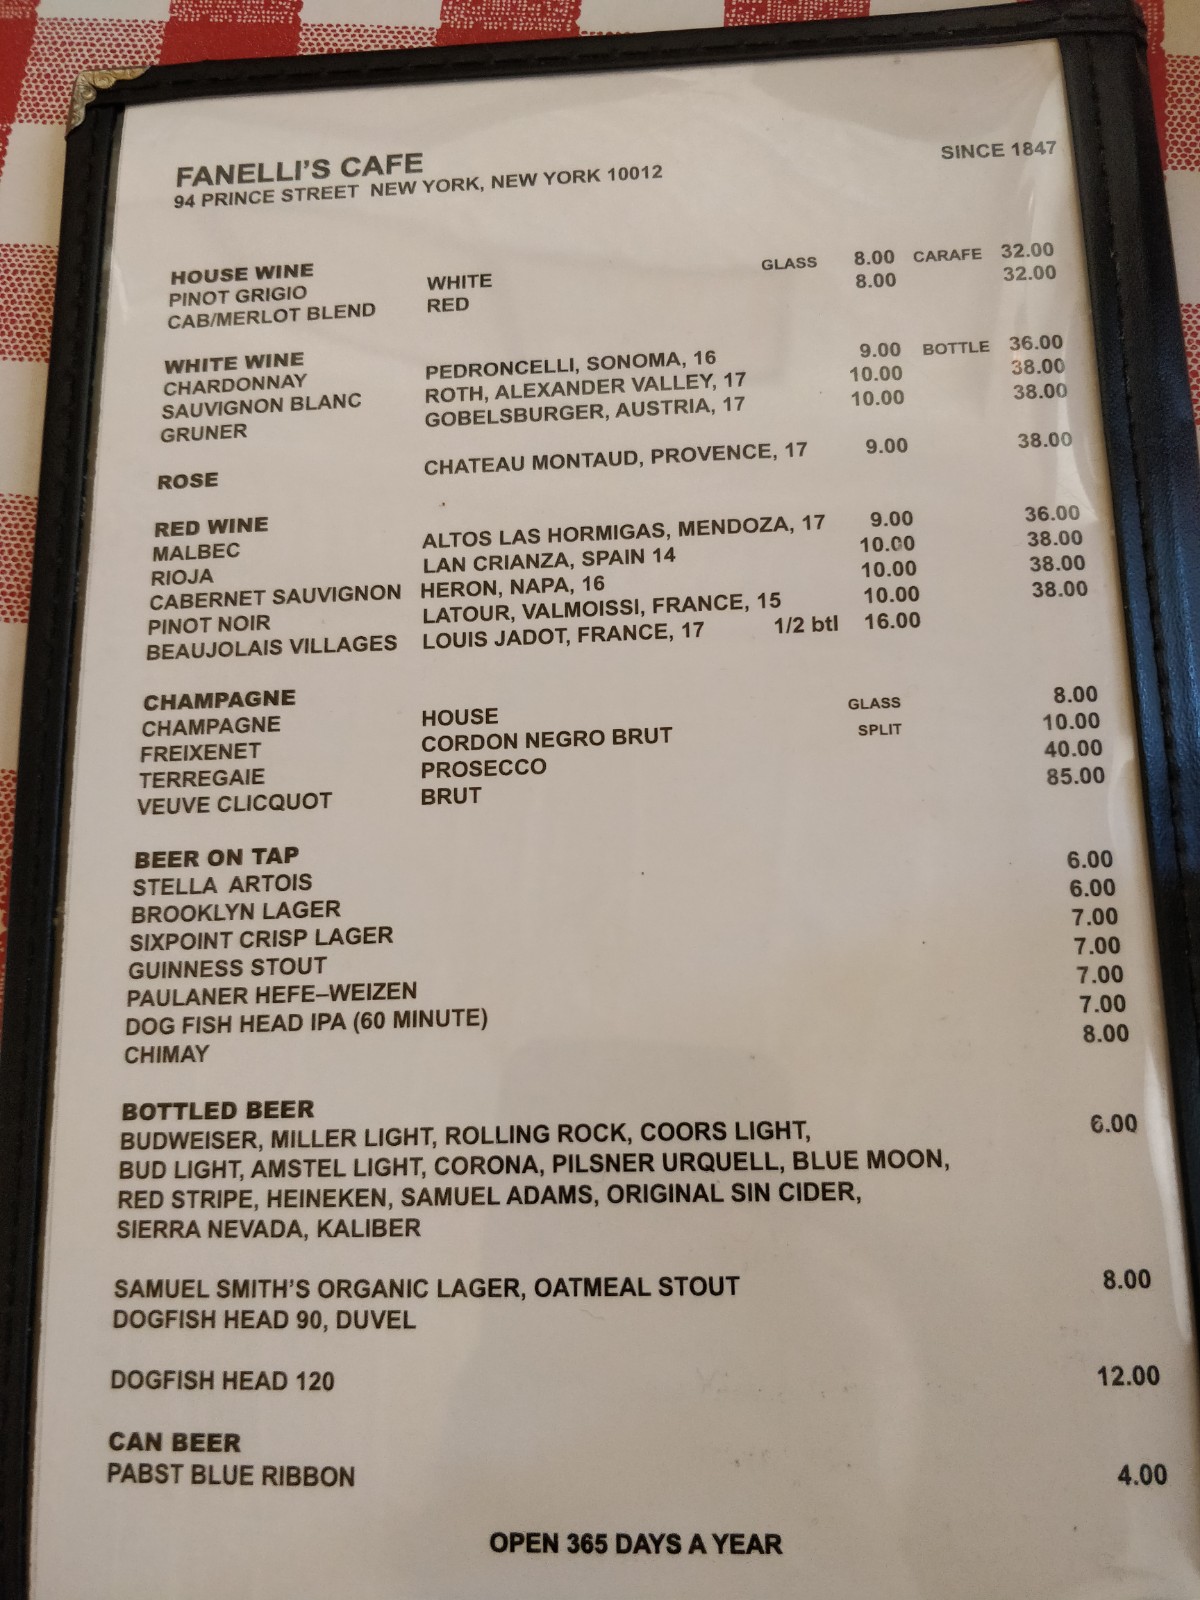 FANELLI'S CAFE SINCE 1847
94 PRINCE STREET NEW YORK, NEW YORK 10012
HOUSE WINE
PINOT GRIGIO WHITE GLASS 8.00 CARAFE 32.00
CAB/MERLOT BLEND RED 8.00 32.00
WHITE WINE
CHARDONNAY PEDRONCELLI, SONOMA, 16 9.00 BOTTLE 36.00
SAUVIGNON BLANC ROTH, ALEXANDER VALLEY, 17 10.00 38.00
GRUNER GOBELSBURGER, AUSTRIA, 17 10.00 38.00
ROSE CHATEAU MONTAUD, PROVENCE, 17 9.00 38.00
RED WINE
MALBEC ALTOS LAS HORMIGAS, MENDOZA, 17 9.00 36.00
RIOJA LAN CRIANZA, SPAIN 14 10.00 38.00
CABERNET SAUVIGNON HERON, NAPA, 16 10.00 38.00
PINOT NOIR LATOUR, VALMOISSI, FRANCE, 15 10.00 38.00
BEAUJOLAIS VILLAGES LOUIS JADOT, FRANCE, 17 1/2 btl 16.00
CHAMPAGNE
CHAMPAGNE HOUSE GLASS 8.00
FREIXENET CORDON NEGRO BRUT SPLIT 10.00
TERREGAIE PROSECCO 40.00
VEUVE CLICQUOT BRUT 85.00
BEER ON TAP
STELLA ARTOIS 6.00
BROOKLYN LAGER 6.00
SIXPOINT CRISP LAGER 7.00
GUINNESS STOUT 7.00
PAULANER HEFE–WEIZEN 7.00
DOG FISH HEAD IPA (60 MINUTE) 7.00
CHIMAY 8.00
BOTTLED BEER
BUDWEISER, MILLER LIGHT, ROLLING ROCK, COORS LIGHT, 6.00
BUD LIGHT, AMSTEL LIGHT, CORONA, PILSNER URQUELL, BLUE MOON,
RED STRIPE, HEINEKEN, SAMUEL ADAMS, ORIGINAL SIN CIDER,
SIERRA NEVADA, KALIBER
SAMUEL SMITH'S ORGANIC LAGER, OATMEAL STOUT 8.00
DOGFISH HEAD 90, DUVEL
DOGFISH HEAD 120 12.00
CAN BEER
PABST BLUE RIBBON 4.00
OPEN 365 DAYS A YEAR